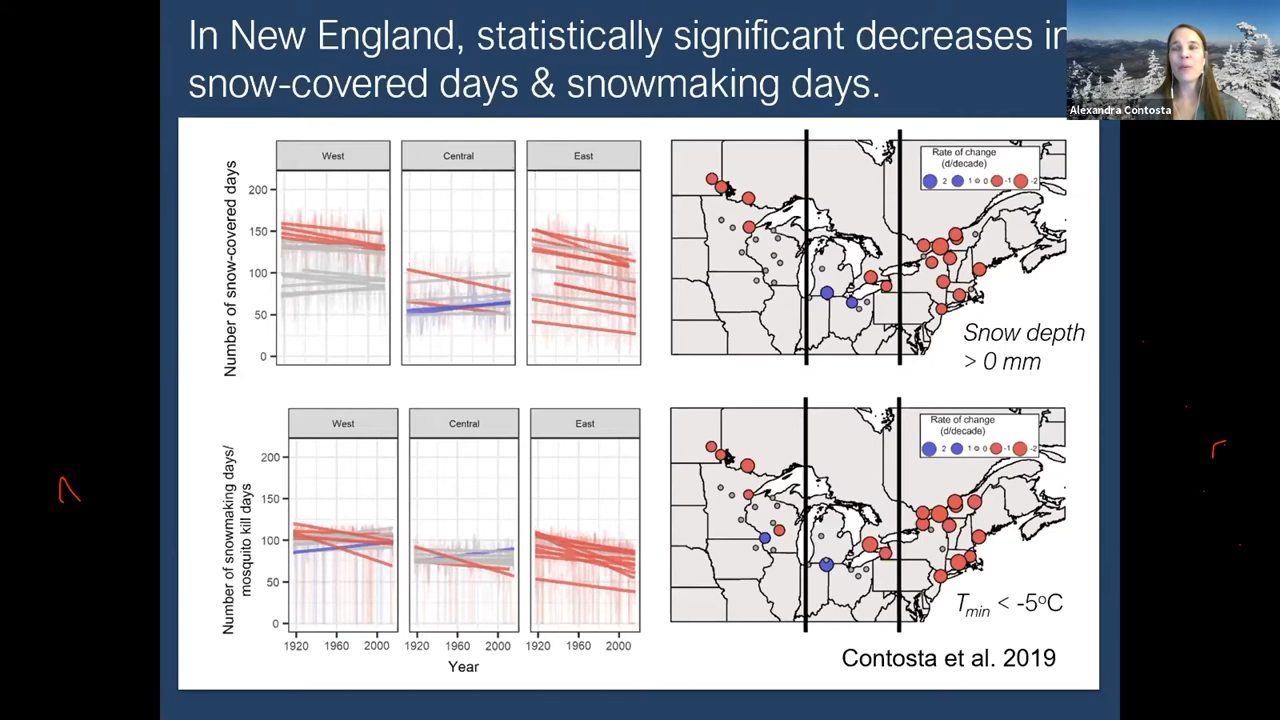 In New England, statistically significant decreases in
snow-covered days & snowmaking days.
Alexandra Contosta
Number of snow-covered days
West
Central
East
200
150
100
50
0
Rate of change
(d/decade)
2 1 0 -1 -2
Snow depth
> 0 mm
Number of snowmaking days/
mosquito kill days
West
Central
East
200
150
100
50
0
1920 1960 2000 1920 1960 2000 1920 1960 2000
Year
Rate of change
(d/decade)
2 1 0 -1 -2
Tmin < -5°C
Contosta et al. 2019